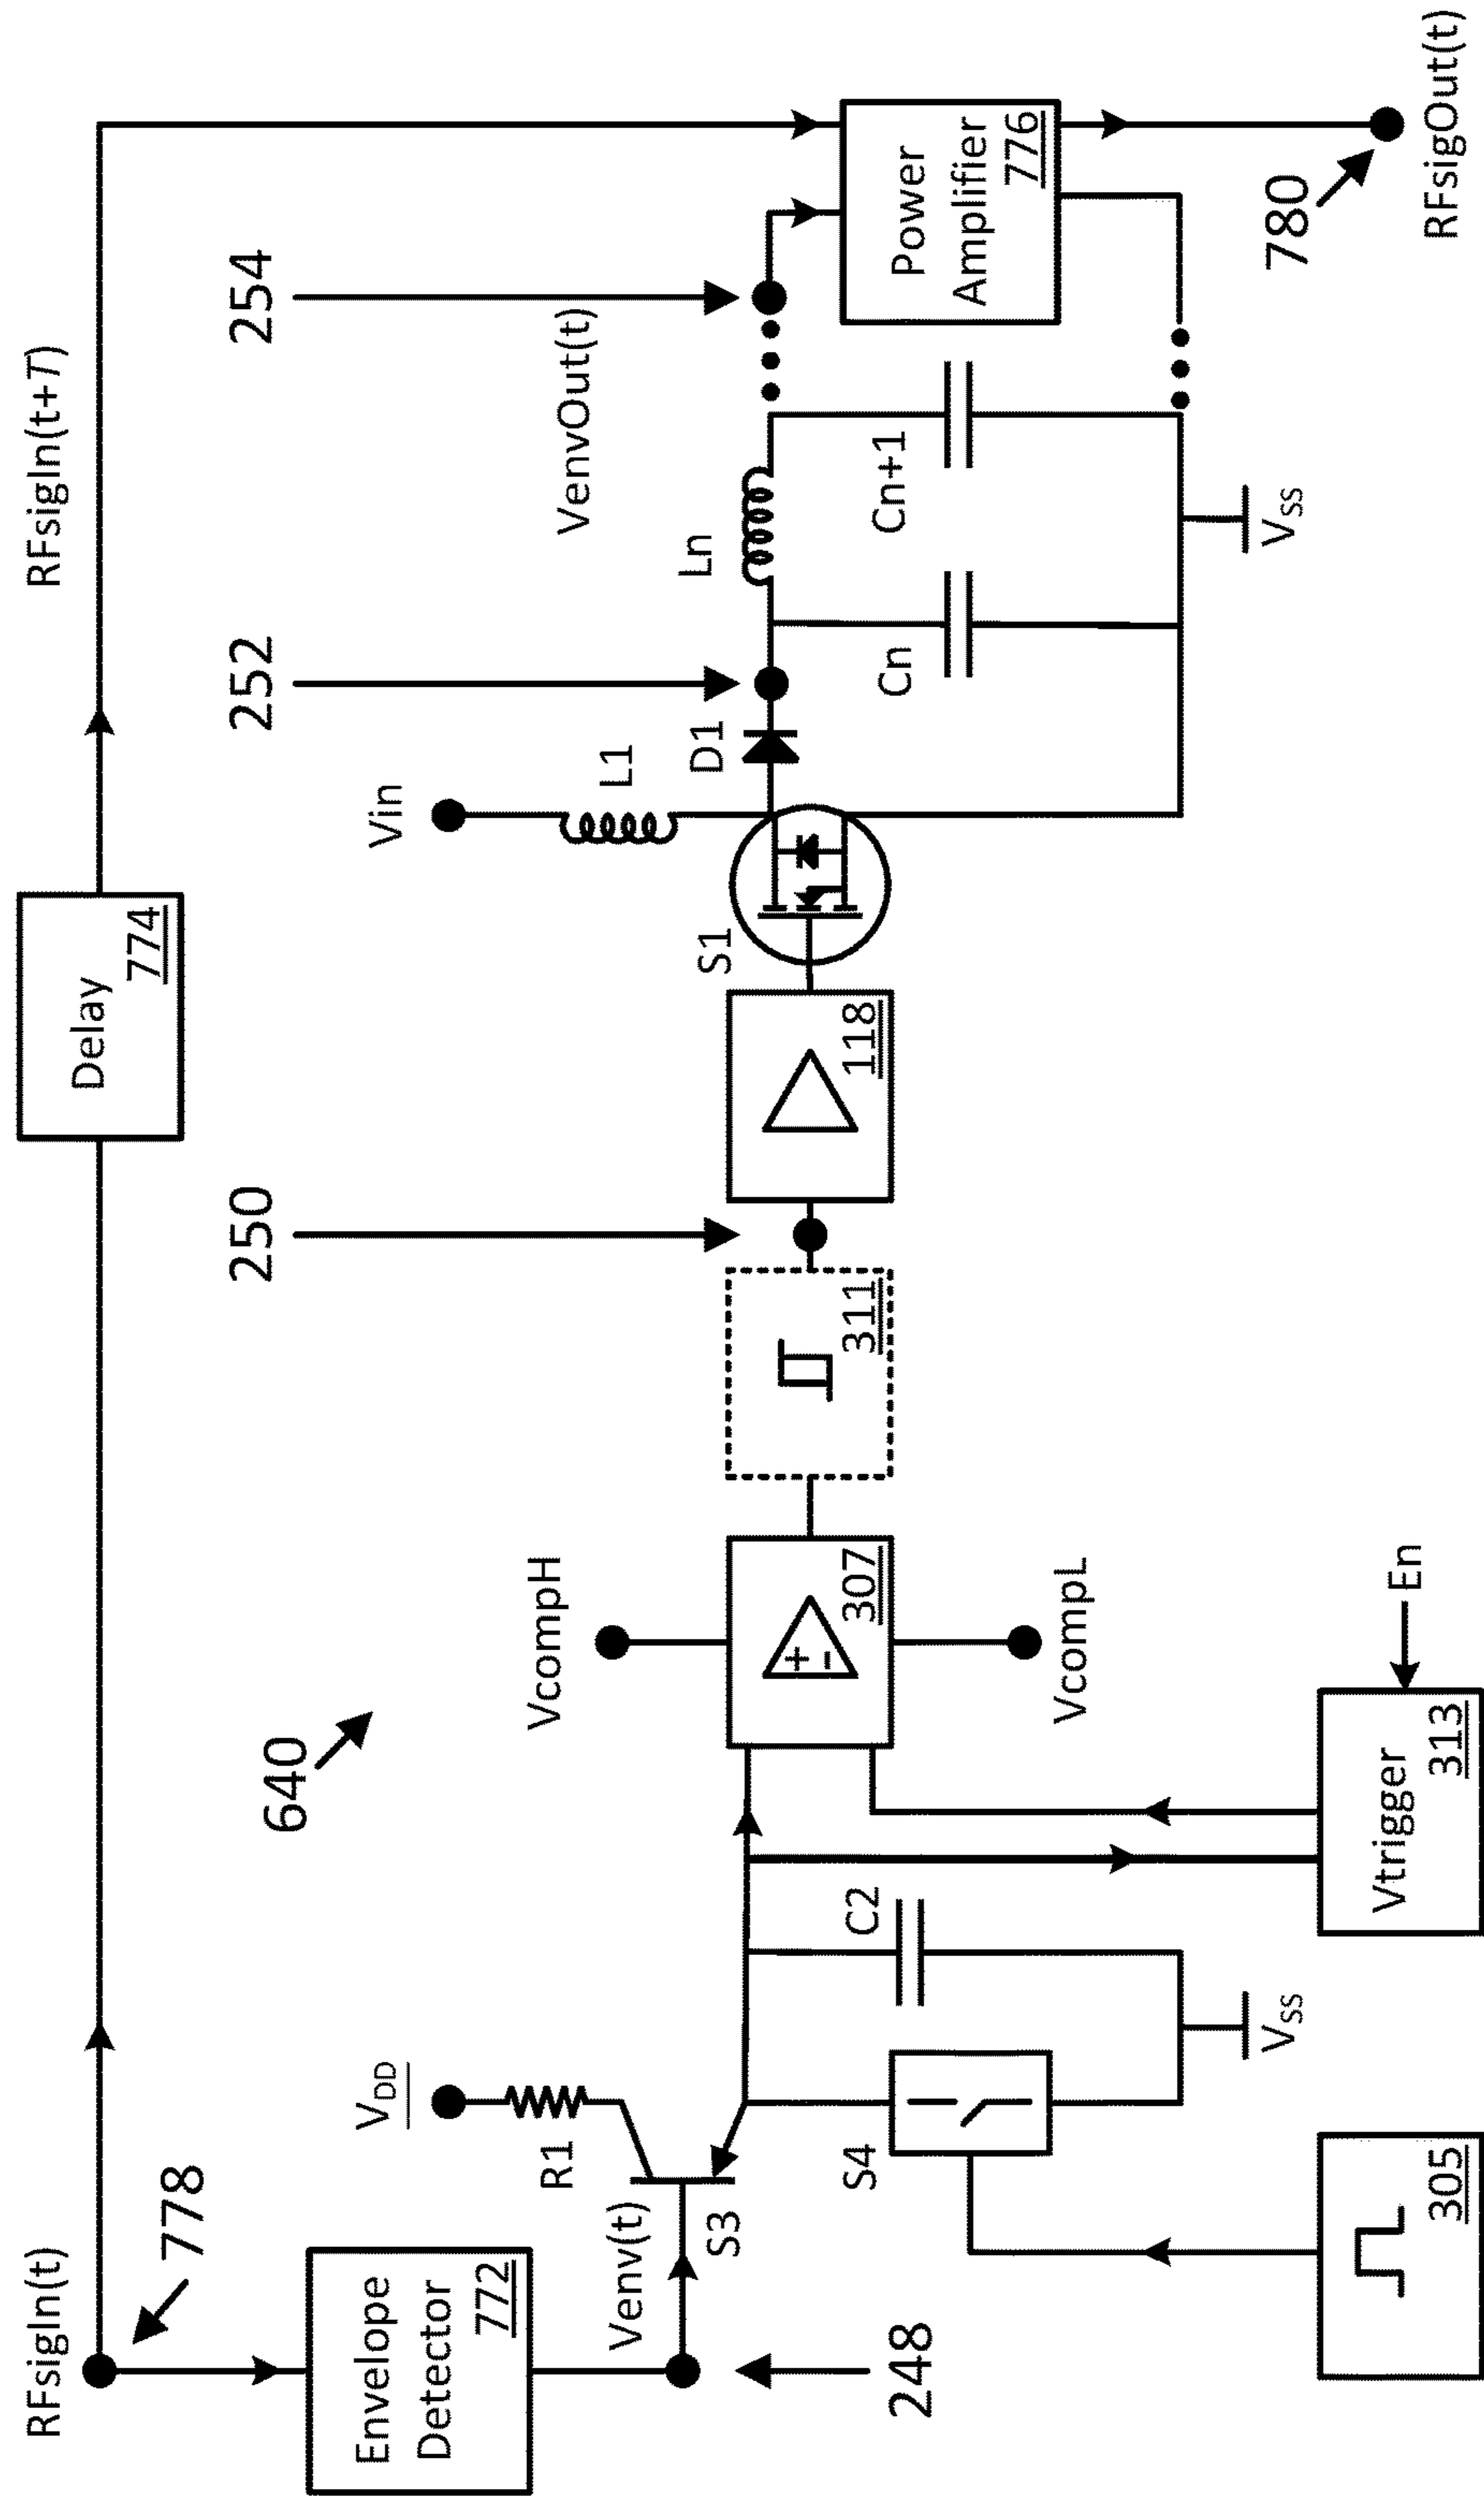 RFsigIn(t)
778
RFsigIn(t+T)
Delay
774
Envelope
Detector
772
Venv(t)
248
VDD
R1
S3
S4
C2
VSS
305
640
VcompH
307
+
-
VcompL
Vtrigger
313
En
311
250
118
S1
Vin
L1
D1
252
Cn
Ln
Cn+1
VSS
VenvOut(t)
254
Power
Amplifier
776
780
RFsigOut(t)